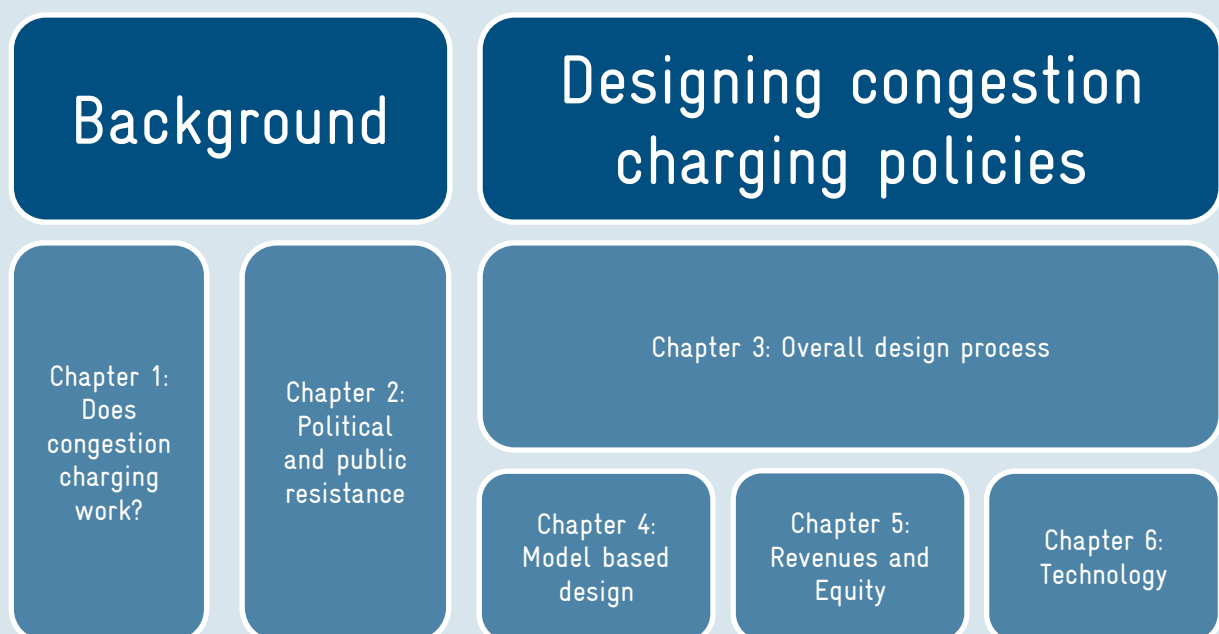 Background
Designing congestion
charging policies
Chapter 1:
Does
congestion
charging
work?
Chapter 2:
Political
and public
resistance
Chapter 3: Overall design process
Chapter 4:
Model based
design
Chapter 5:
Revenues and
Equity
Chapter 6:
Technology